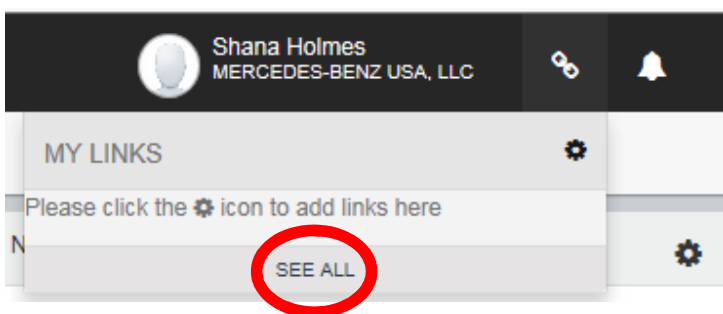 Shana Holmes
MERCEDES-BENZ USA, LLC
MY LINKS
Please click the icon to add links here
N
SEE ALL